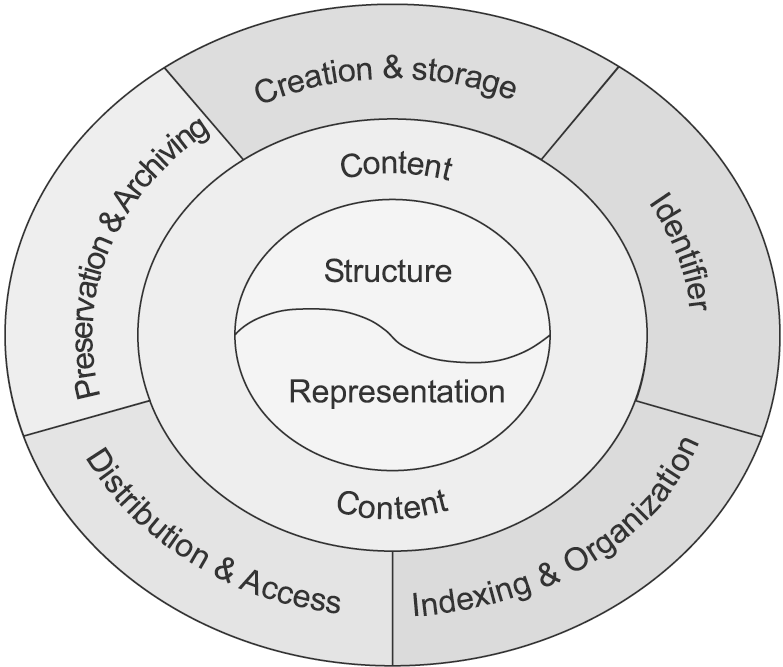 Creation & storage
Identifier
Indexing & Organization
Distribution & Access
Preservation & Archiving
Content
Structure
Representation
Content